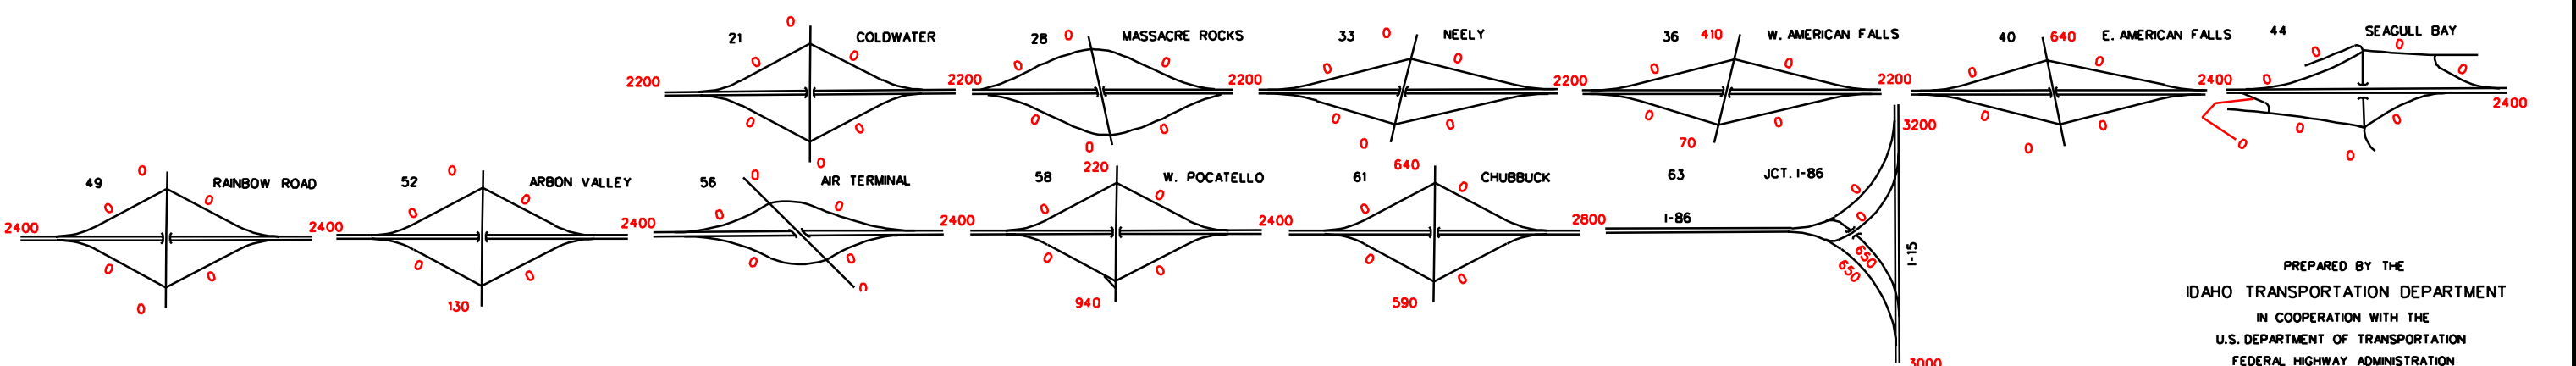 0
21 COLDWATER
0 0
2200 2200
0 0
0
28 0 MASSACRE ROCKS
0 0
2200
0 0
0
33 0 NEELY
0 0
2200
0 0
0
36 410 W. AMERICAN FALLS
0 0
2200
0 0
70
40 640 E. AMERICAN FALLS
0 0
2400
0 0
0
44 SEAGULL BAY
0 0
0 0
2400
0 0
0
0
49 0 RAINBOW ROAD
0 0
2400 2400
0 0
0
52 0 ARBON VALLEY
0 0
2400
0 0
130
56 0 AIR TERMINAL
0 0
2400
0 0
0
58 220 W. POCATELLO
0 0
2400
0 0
940
61 640 CHUBBUCK
0 0
2800
0 0
590
63 JCT. I-86
3200
0
0
I-86
I-15
650
650
3000
PREPARED BY THE
IDAHO TRANSPORTATION DEPARTMENT
IN COOPERATION WITH THE
U.S. DEPARTMENT OF TRANSPORTATION
FEDERAL HIGHWAY ADMINISTRATION